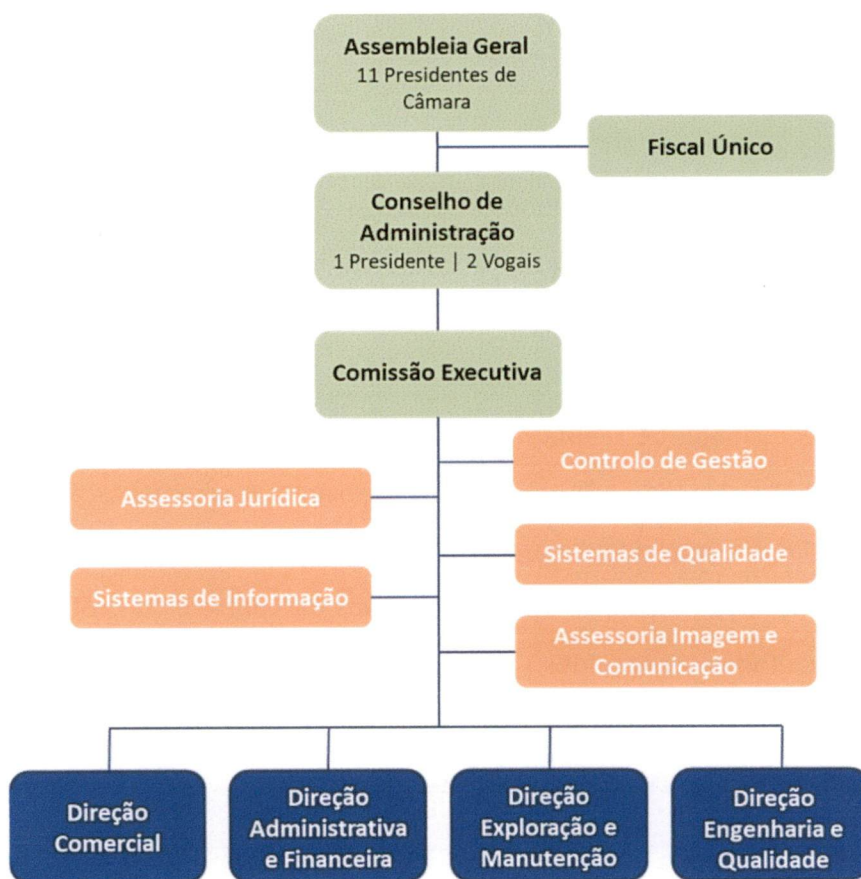 Assembleia Geral
11 Presidentes de
Câmara
Fiscal Único
Conselho de
Administração
1 Presidente | 2 Vogais
Comissão Executiva
Controlo de Gestão
Assessoria Jurídica
Sistemas de Qualidade
Sistemas de Informação
Assessoria Imagem e
Comunicação
Direção
Comercial
Direção
Administrativa
e Financeira
Direção
Exploração e
Manutenção
Direção
Engenharia e
Qualidade